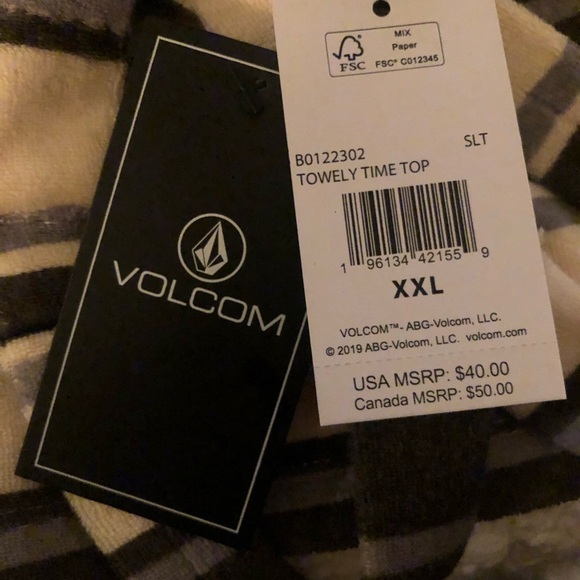 VOLCOM
MIX
Paper
FSC
FSC® C012345
B0122302
SLT
TOWELY TIME TOP
1 96134 42155 9
XXL
VOLCOM™- ABG-Volcom, LLC.
© 2019 ABG-Volcom, LLC. volcom.com
USA MSRP: $40.00
Canada MSRP: $50.00